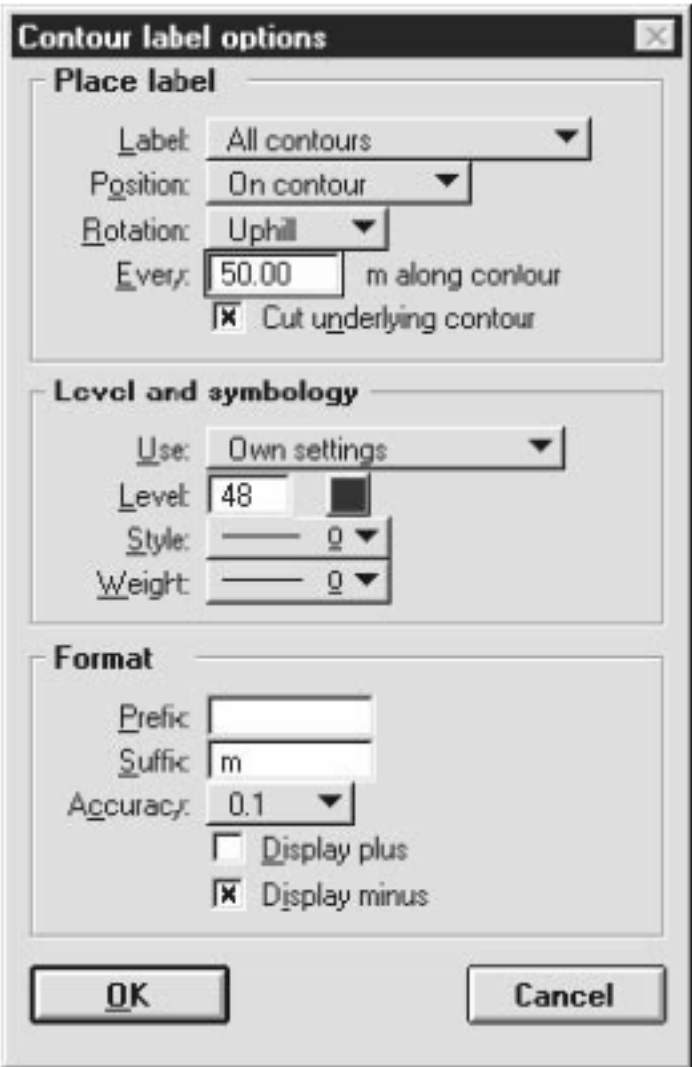 Contour label options
Place label
Label: All contours
Position: On contour
Rotation: Uphill
Every: 50.00 m along contour
Cut underlying contour
Level and symbology
Use: Own settings
Level: 48
Style: 0
Weight: 0
Format
Prefix:
Suffix: m
Accuracy: 0.1
Display plus
Display minus
OK
Cancel